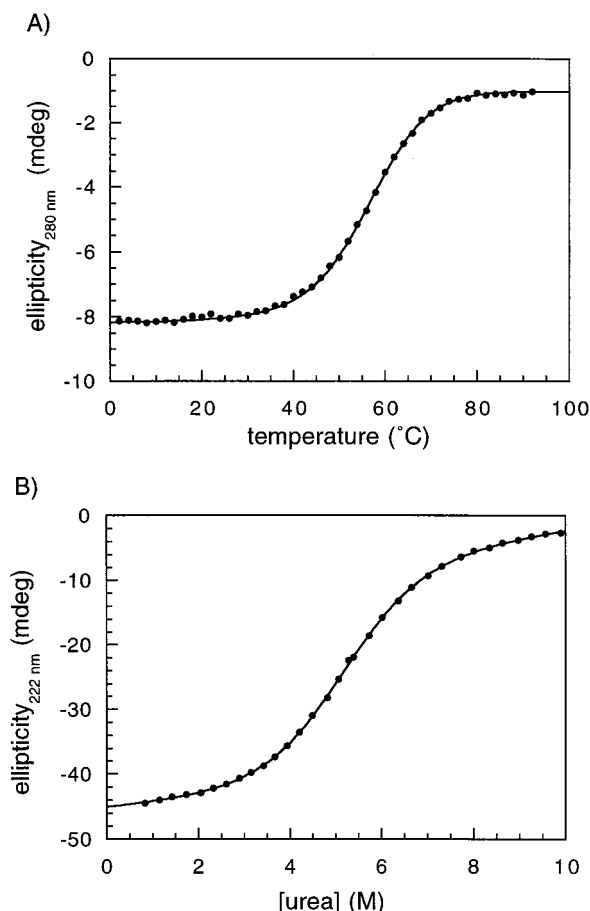 A)
0
-2
-4
-6
-8
-10
ellipticity280 nm (mdeg)
0 20 40 60 80 100
temperature (˚C)
B)
0
-10
-20
-30
-40
-50
ellipticity222 nm (mdeg)
0 2 4 6 8 10
[urea] (M)